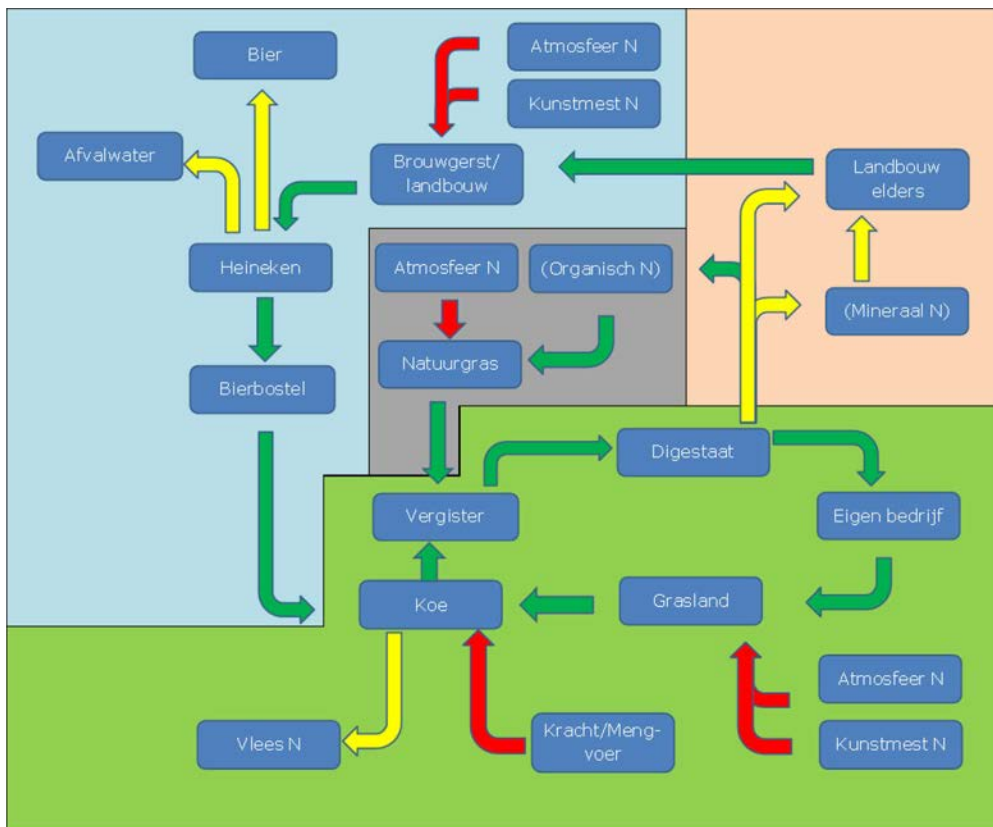 Atmosfeer N
Bier
Kunstmest N
Afvalwater
Brouwgerst/
landbouw
Landbouw
elders
Heineken
Atmosfeer N
(Organisch N)
(Mineraal N)
Natuurgras
Bierbostel
Digestaat
Vergister
Eigen bedrijf
Koe
Grasland
Atmosfeer N
Vlees N
Kracht/Meng-
voer
Kunstmest N